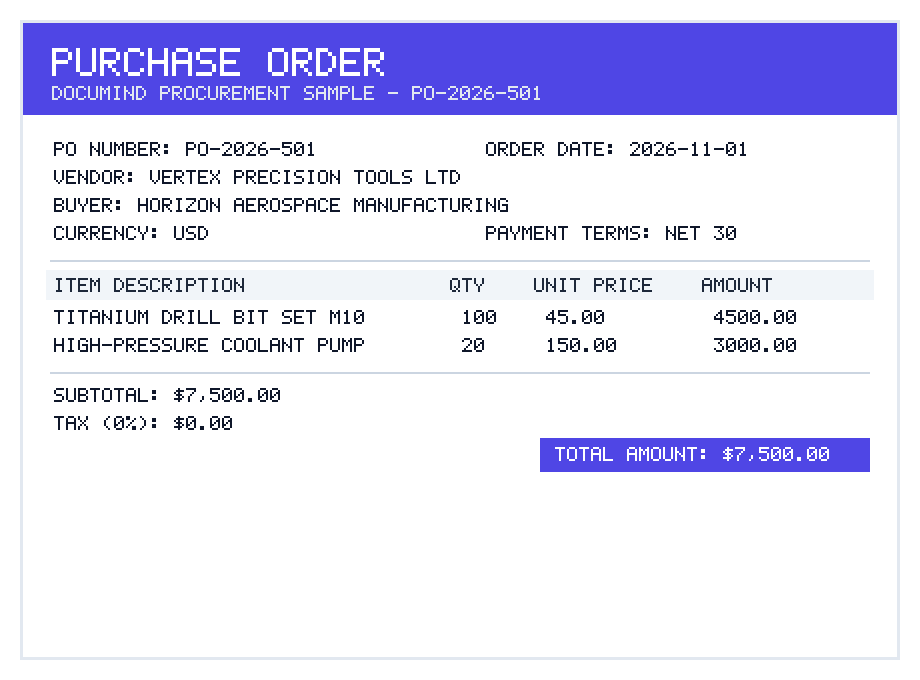 PURCHASE ORDER
DOCUMIND PROCUREMENT SAMPLE - PO-2026-501
PO NUMBER: PO-2026-501 ORDER DATE: 2026-11-01
VENDOR: VERTEX PRECISION TOOLS LTD
BUYER: HORIZON AEROSPACE MANUFACTURING
CURRENCY: USD PAYMENT TERMS: NET 30
ITEM DESCRIPTION QTY UNIT PRICE AMOUNT
TITANIUM DRILL BIT SET M10 100 45.00 4500.00
HIGH-PRESSURE COOLANT PUMP 20 150.00 3000.00
SUBTOTAL: $7,500.00
TAX (0%): $0.00
TOTAL AMOUNT: $7,500.00